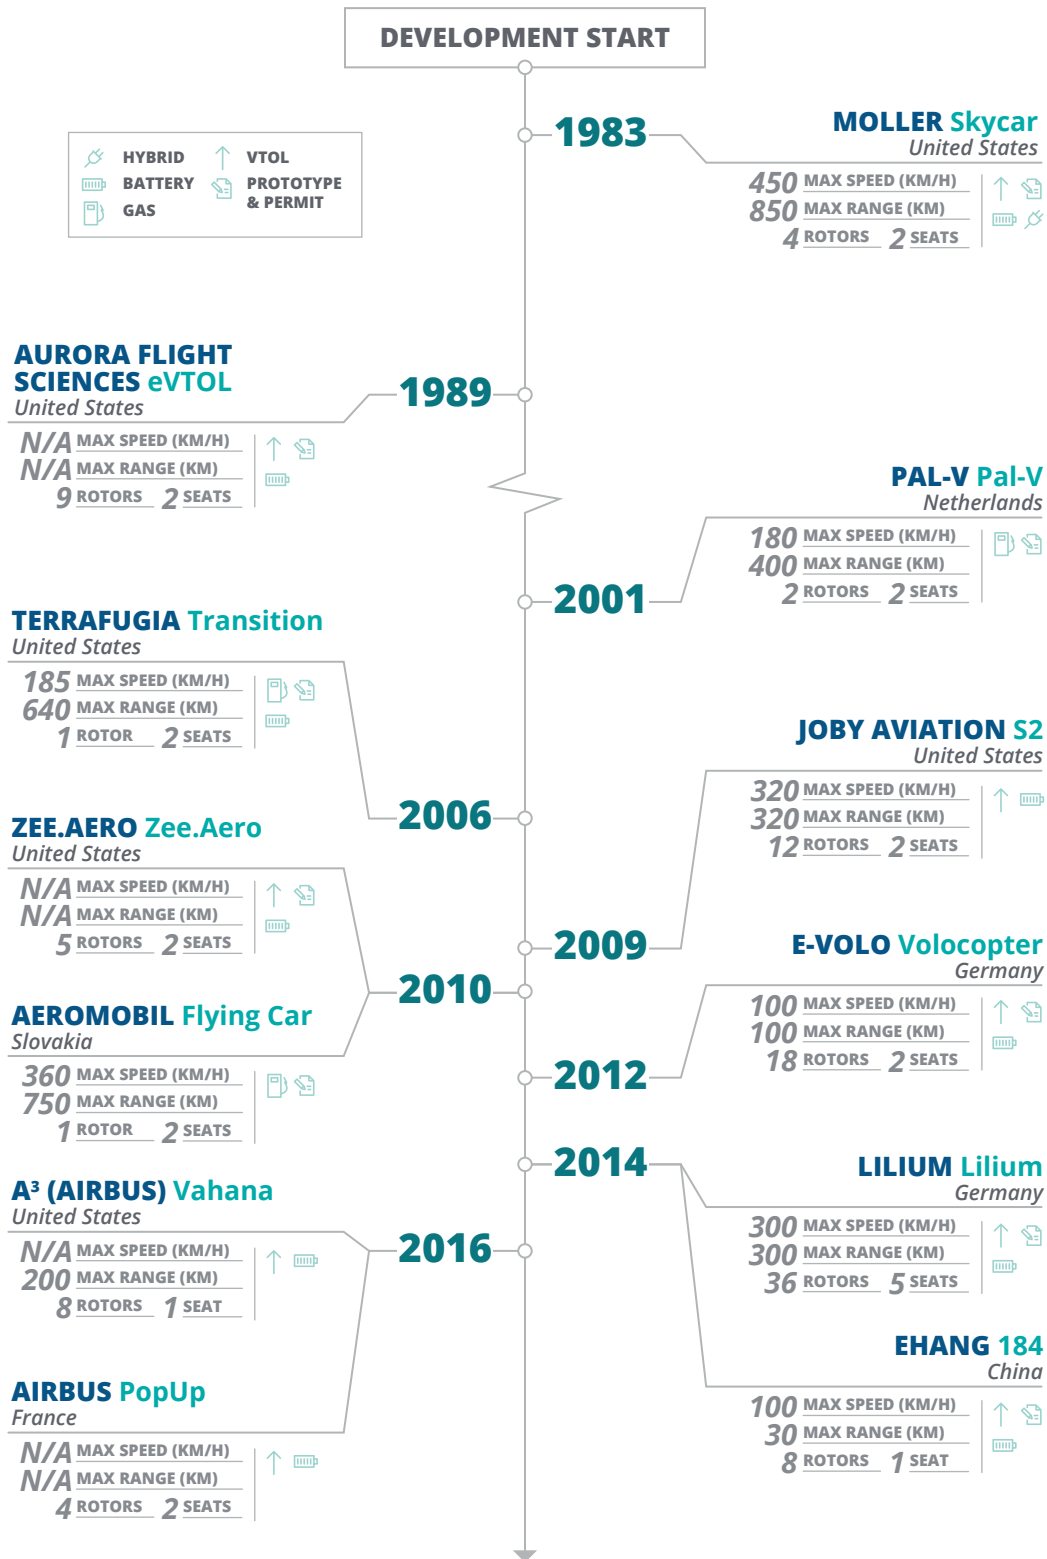 DEVELOPMENT START
HYBRID
VTOL
BATTERY
PROTOTYPE
& PERMIT
GAS
1983
MOLLER Skycar
United States
450 MAX SPEED (KM/H)
850 MAX RANGE (KM)
4 ROTORS 2 SEATS
AURORA FLIGHT
SCIENCES eVTOL
United States
N/A MAX SPEED (KM/H)
N/A MAX RANGE (KM)
9 ROTORS 2 SEATS
1989
PAL-V Pal-V
Netherlands
180 MAX SPEED (KM/H)
400 MAX RANGE (KM)
2 ROTORS 2 SEATS
2001
TERRAFUGIA Transition
United States
185 MAX SPEED (KM/H)
640 MAX RANGE (KM)
1 ROTOR 2 SEATS
2006
JOBY AVIATION S2
United States
320 MAX SPEED (KM/H)
320 MAX RANGE (KM)
12 ROTORS 2 SEATS
2009
ZEE.AERO Zee.Aero
United States
N/A MAX SPEED (KM/H)
N/A MAX RANGE (KM)
5 ROTORS 2 SEATS
2010
AEROMOBIL Flying Car
Slovakia
360 MAX SPEED (KM/H)
750 MAX RANGE (KM)
1 ROTOR 2 SEATS
E-VOLO Volocopter
Germany
100 MAX SPEED (KM/H)
100 MAX RANGE (KM)
18 ROTORS 2 SEATS
2012
2014
LILIUM Lilium
Germany
300 MAX SPEED (KM/H)
300 MAX RANGE (KM)
36 ROTORS 5 SEATS
EHANG 184
China
100 MAX SPEED (KM/H)
30 MAX RANGE (KM)
8 ROTORS 1 SEAT
A³ (AIRBUS) Vahana
United States
N/A MAX SPEED (KM/H)
200 MAX RANGE (KM)
8 ROTORS 1 SEAT
2016
AIRBUS PopUp
France
N/A MAX SPEED (KM/H)
N/A MAX RANGE (KM)
4 ROTORS 2 SEATS